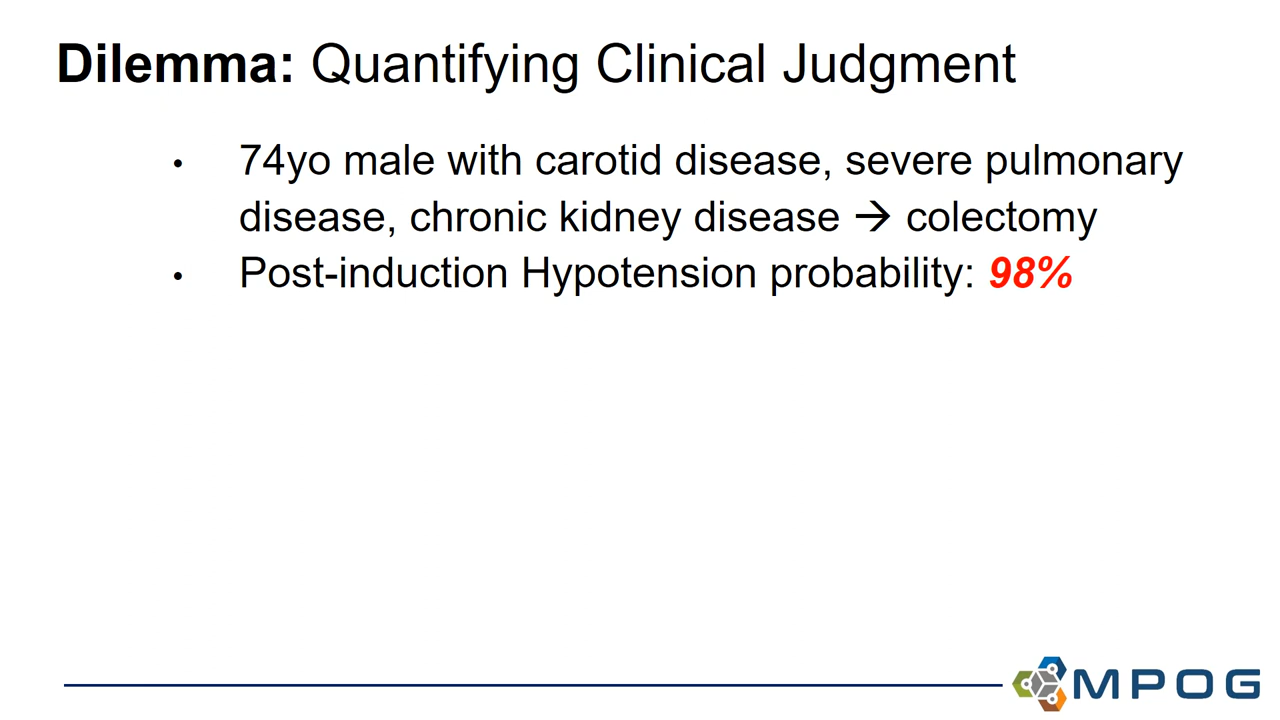 Dilemma: Quantifying Clinical Judgment
• 74yo male with carotid disease, severe pulmonary
disease, chronic kidney disease → colectomy
• Post-induction Hypotension probability: 98%
MPOG